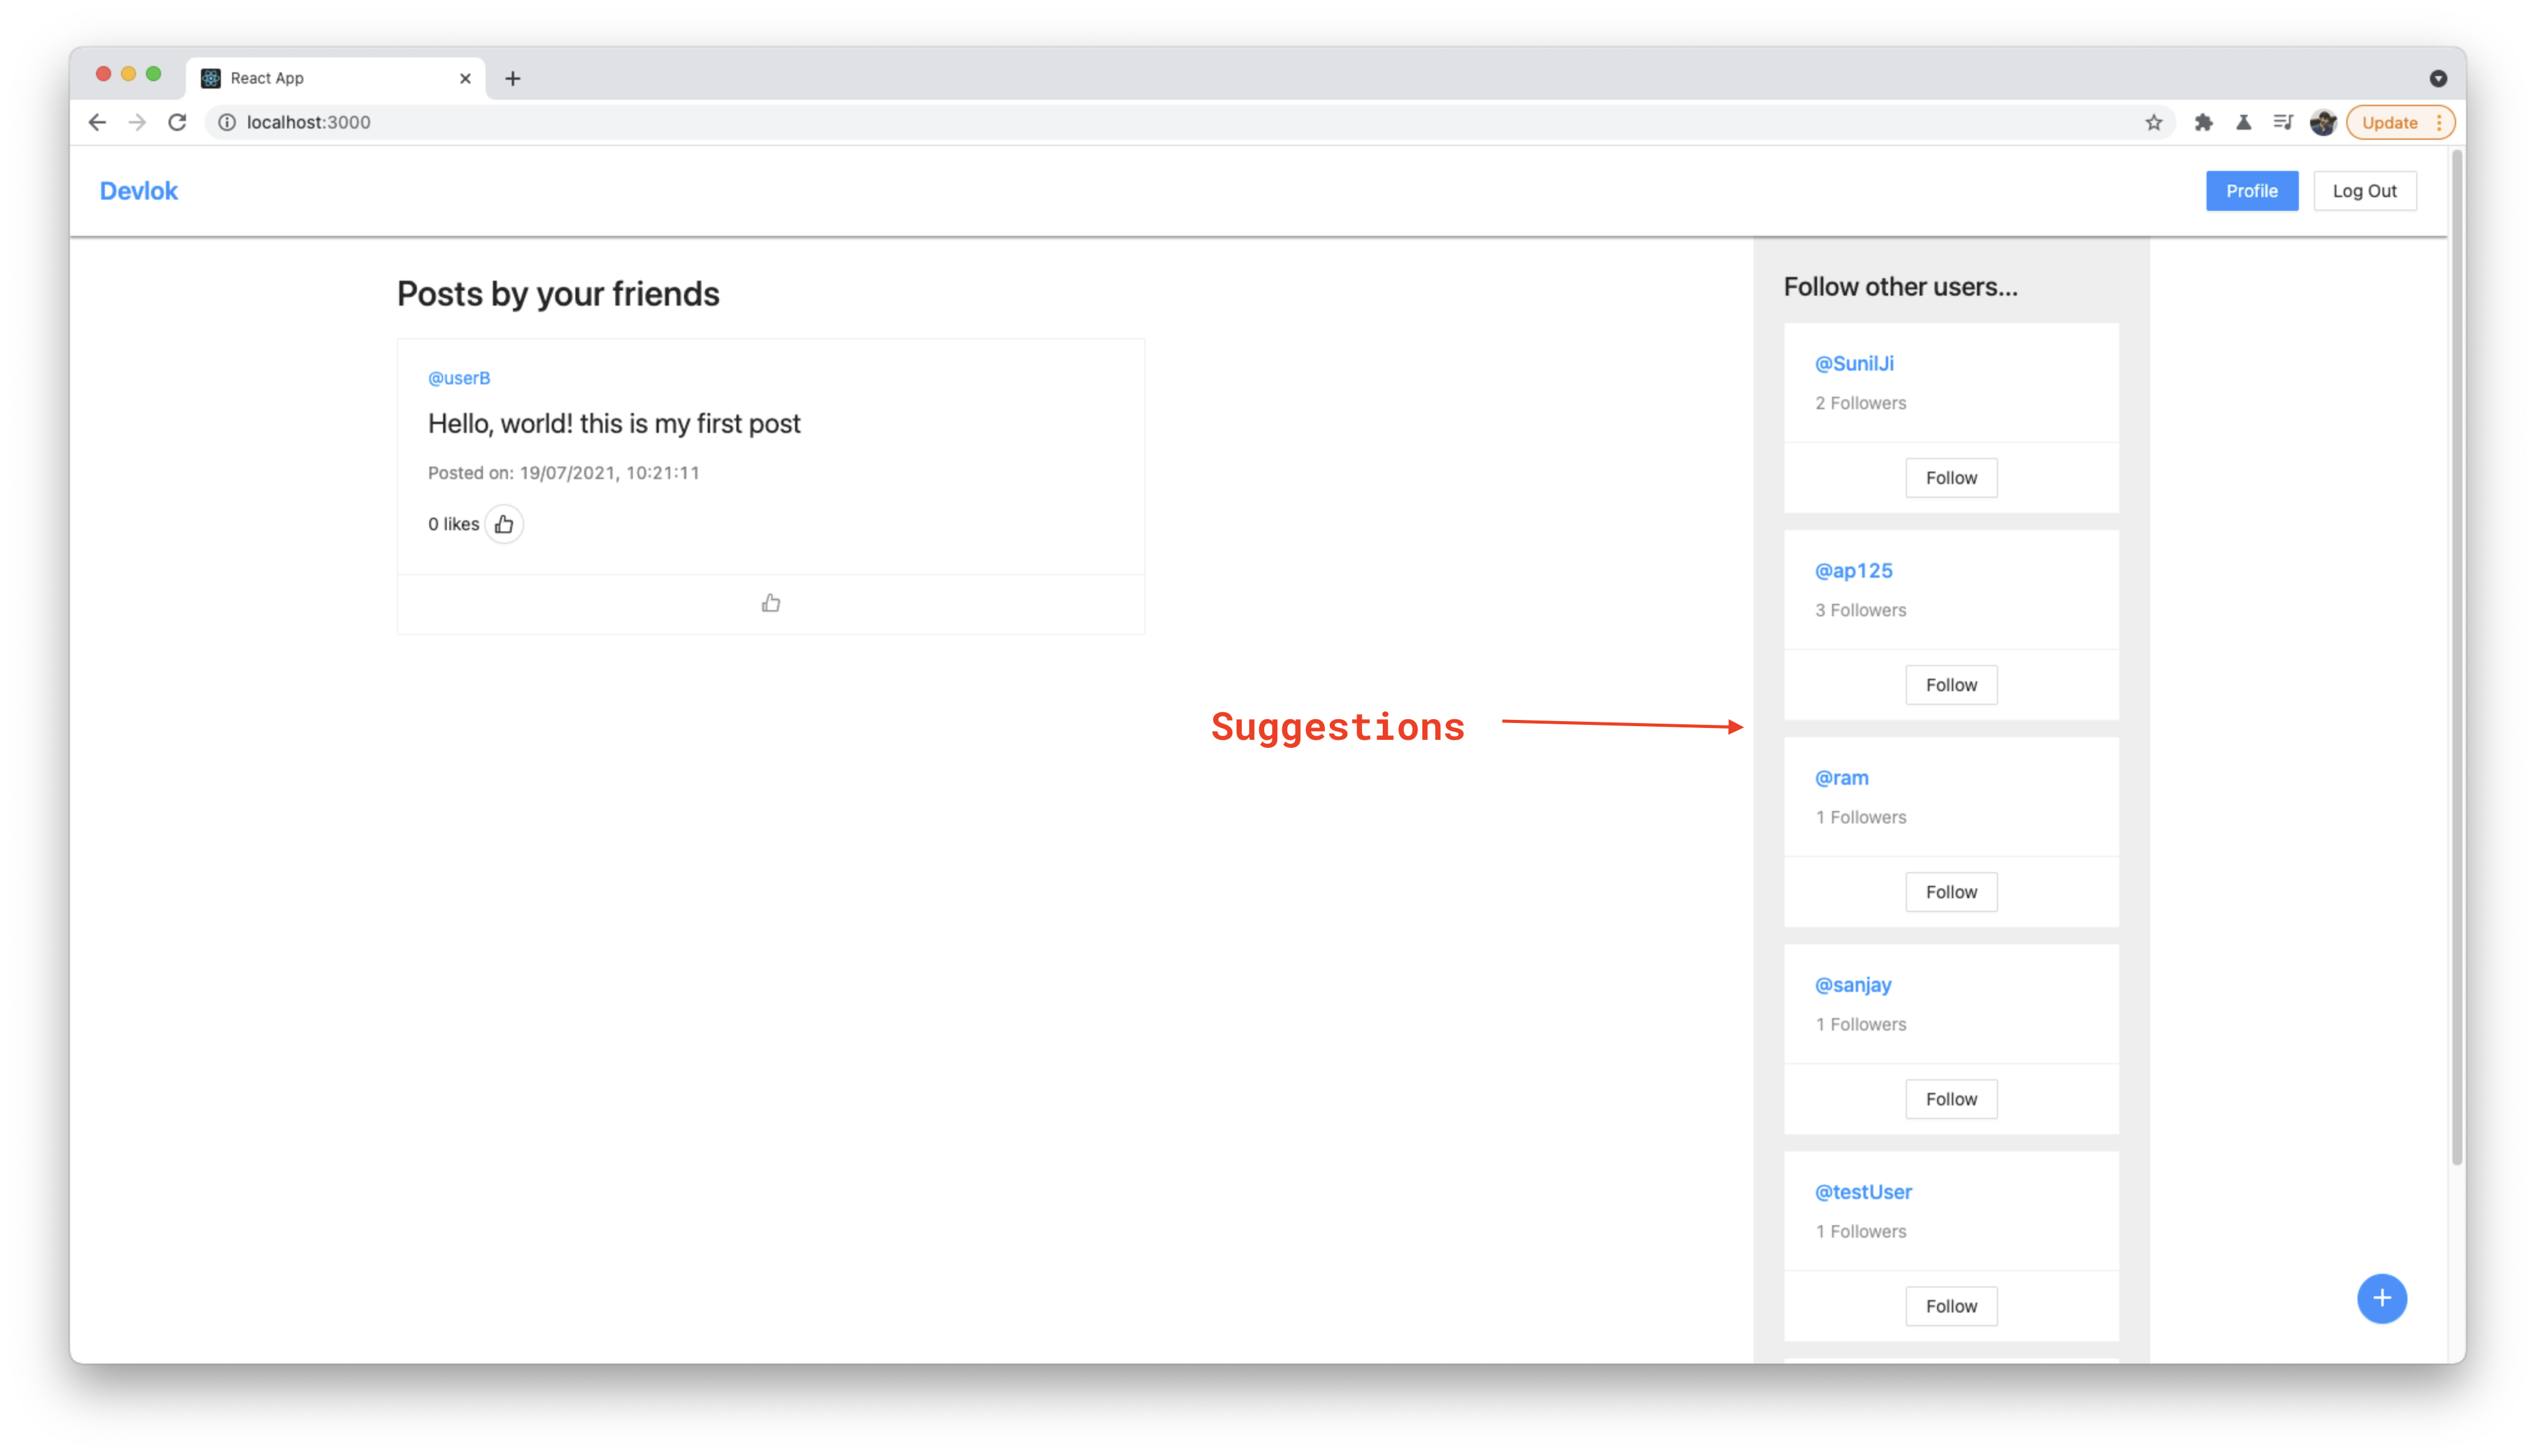 React App
localhost:3000
Update
Devlok
Profile
Log Out
Posts by your friends
@userB
Hello, world! this is my first post
Posted on: 19/07/2021, 10:21:11
0 likes
Suggestions
Follow other users...
@SunilJi
2 Followers
Follow
@ap125
3 Followers
Follow
@ram
1 Followers
Follow
@sanjay
1 Followers
Follow
@testUser
1 Followers
Follow